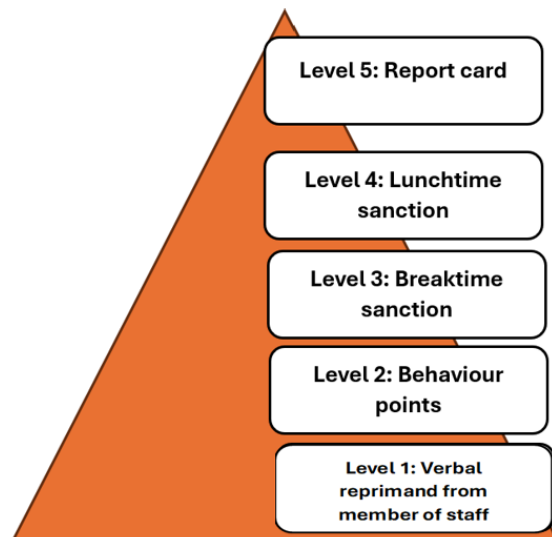 Level 5: Report card
Level 4: Lunchtime
sanction
Level 3: Breaktime
sanction
Level 2: Behaviour
points
Level 1: Verbal
reprimand from
member of staff